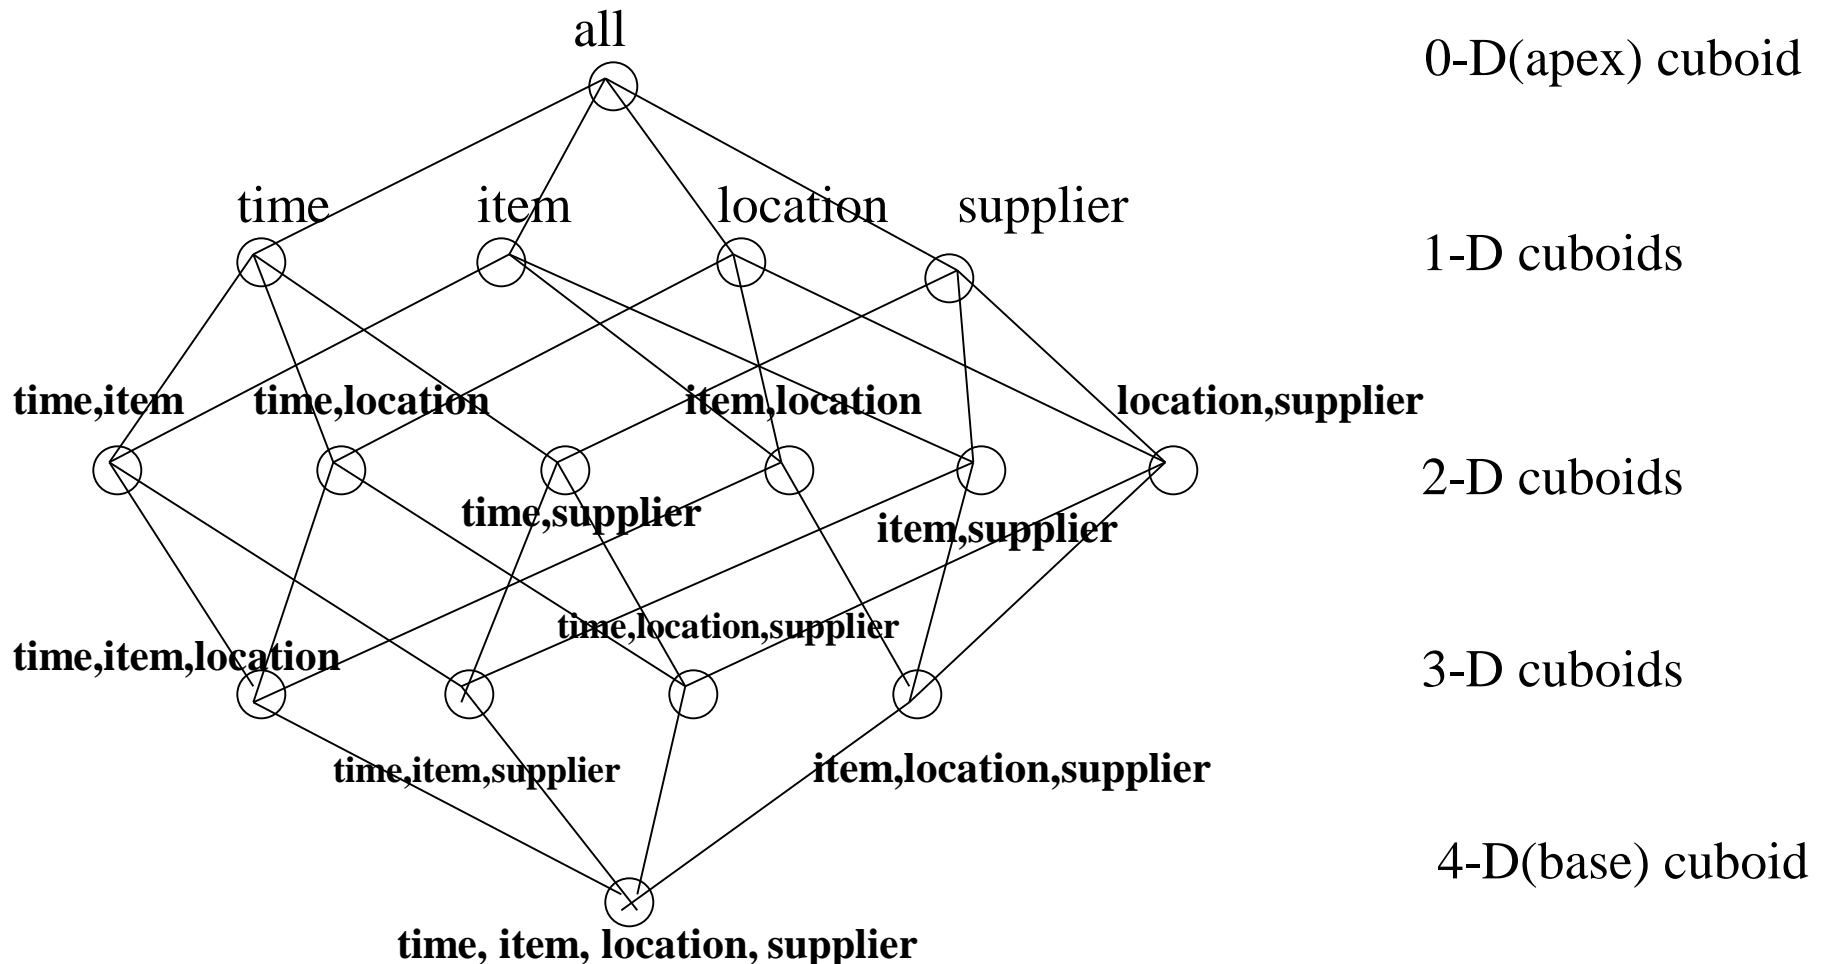 all
0-D(apex) cuboid
time
item
location
supplier
1-D cuboids
time,item
time,location
item,location
location,supplier
2-D cuboids
time,supplier
item,supplier
time,location,supplier
time,item,location
3-D cuboids
time,item,supplier
item,location,supplier
4-D(base) cuboid
time, item, location, supplier